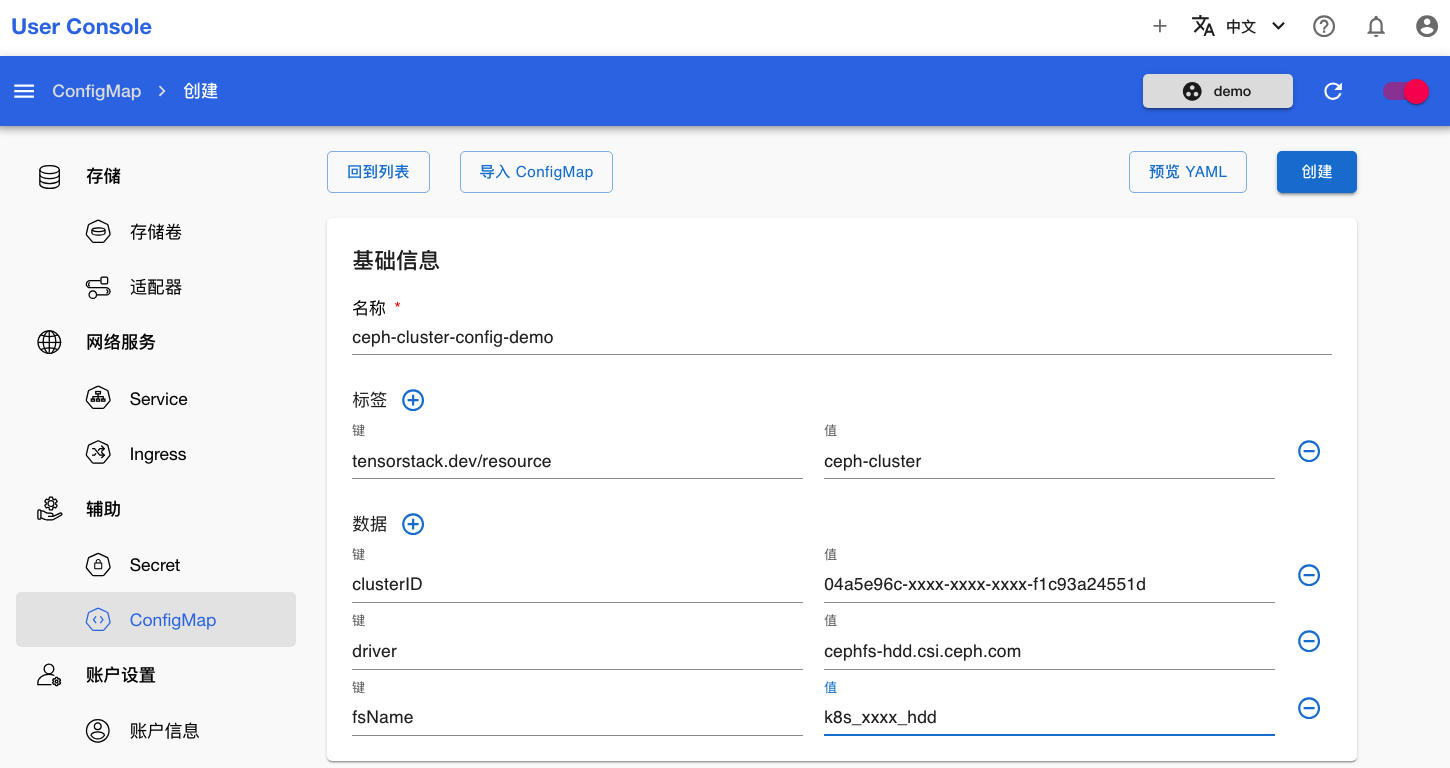 User Console
中文
ConfigMap > 创建
demo
存储
存储卷
适配器
网络服务
Service
Ingress
辅助
Secret
ConfigMap
账户设置
账户信息
回到列表
导入 ConfigMap
预览 YAML
创建
基础信息
名称 *
ceph-cluster-config-demo
标签
键 值
tensorstack.dev/resource ceph-cluster
数据
键 值
clusterID 04a5e96c-xxxx-xxxx-xxxx-f1c93a24551d
键 值
driver cephfs-hdd.csi.ceph.com
键 值
fsName k8s_xxxx_hdd